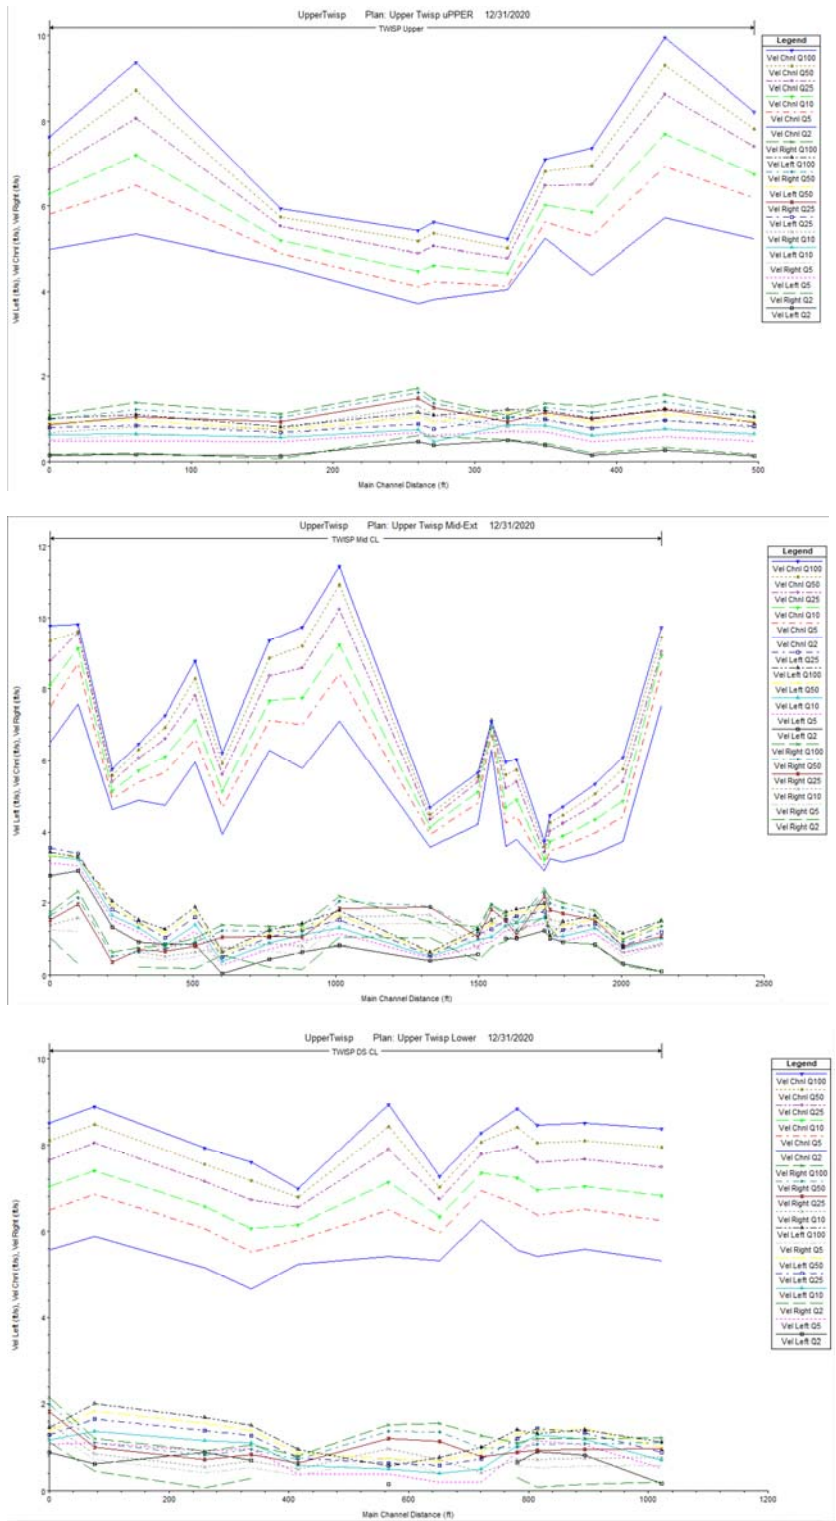 UpperTwisp Plan: Upper Twisp uPPER 12/31/2020
TWISP Upper
10
8
6
4
2
0
Vel Left (ft/s), Vel Chnl (ft/s), Vel Right (ft/s)
0 100 200 300 400 500
Main Channel Distance (ft)
Legend
Vel Chnl Q100
Vel Chnl Q50
Vel Chnl Q25
Vel Chnl Q10
Vel Chnl Q5
Vel Chnl Q2
Vel Right Q100
Vel Left Q100
Vel Right Q50
Vel Left Q50
Vel Right Q25
Vel Left Q25
Vel Right Q10
Vel Left Q10
Vel Right Q5
Vel Left Q5
Vel Right Q2
Vel Left Q2
UpperTwisp Plan: Upper Twisp Mid-Ext 12/31/2020
TWISP Mid CL
12
10
8
6
4
2
0
Vel Left (ft/s), Vel Chnl (ft/s), Vel Right (ft/s)
0 500 1000 1500 2000 2500
Main Channel Distance (ft)
Legend
Vel Chnl Q100
Vel Chnl Q50
Vel Chnl Q25
Vel Chnl Q10
Vel Chnl Q5
Vel Chnl Q2
Vel Left Q25
Vel Left Q100
Vel Left Q50
Vel Left Q10
Vel Left Q5
Vel Left Q2
Vel Right Q100
Vel Right Q50
Vel Right Q25
Vel Right Q10
Vel Right Q5
Vel Right Q2
UpperTwisp Plan: Upper Twisp Lower 12/31/2020
TWISP DS CL
10
8
6
4
2
0
Vel Left (ft/s), Vel Chnl (ft/s), Vel Right (ft/s)
0 200 400 600 800 1000 1200
Main Channel Distance (ft)
Legend
Vel Chnl Q100
Vel Chnl Q50
Vel Chnl Q25
Vel Chnl Q10
Vel Chnl Q5
Vel Chnl Q2
Vel Right Q100
Vel Right Q50
Vel Right Q25
Vel Right Q10
Vel Left Q100
Vel Right Q5
Vel Left Q50
Vel Left Q25
Vel Left Q10
Vel Right Q2
Vel Left Q5
Vel Left Q2